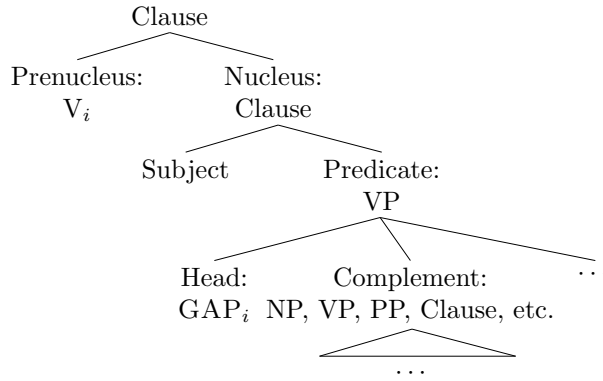 Clause
Prenucleus: Nucleus:
V_i Clause
Subject Predicate:
VP
Head: Complement: . .
GAP_i NP, VP, PP, Clause, etc.
. . .